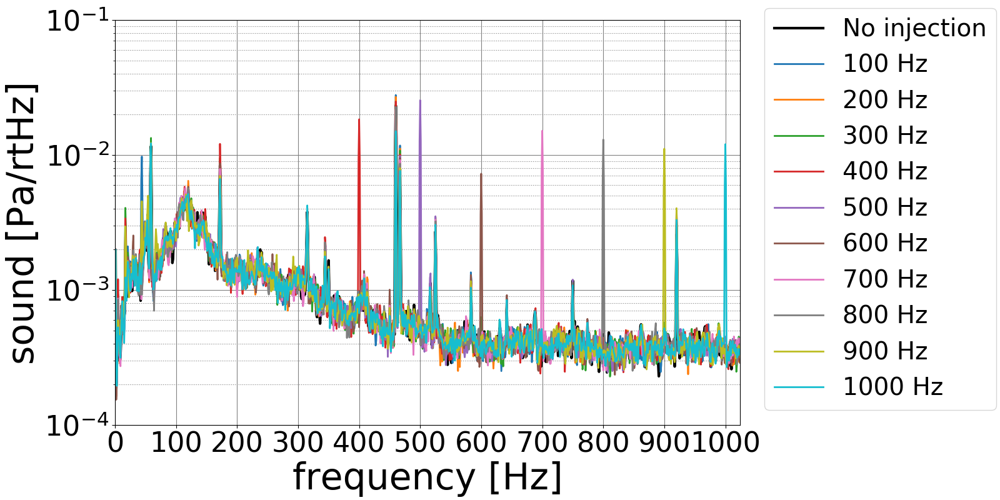 10⁻¹
10⁻²
10⁻³
10⁻⁴
sound [Pa/rtHz]
0 100 200 300 400 500 600 700 800 900 1000
frequency [Hz]
No injection
100 Hz
200 Hz
300 Hz
400 Hz
500 Hz
600 Hz
700 Hz
800 Hz
900 Hz
1000 Hz